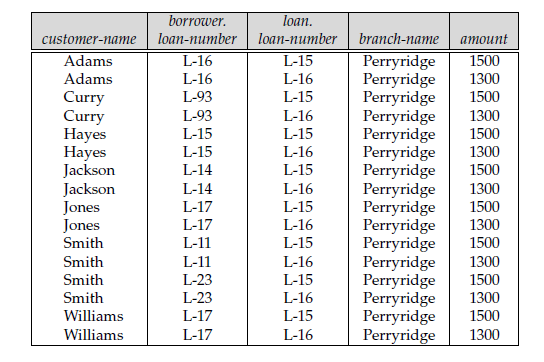 borrower. loan.
customer-name loan-number loan-number branch-name amount
Adams L-16 L-15 Perryridge 1500
Adams L-16 L-16 Perryridge 1300
Curry L-93 L-15 Perryridge 1500
Curry L-93 L-16 Perryridge 1300
Hayes L-15 L-15 Perryridge 1500
Hayes L-15 L-16 Perryridge 1300
Jackson L-14 L-15 Perryridge 1500
Jackson L-14 L-16 Perryridge 1300
Jones L-17 L-15 Perryridge 1500
Jones L-17 L-16 Perryridge 1300
Smith L-11 L-15 Perryridge 1500
Smith L-11 L-16 Perryridge 1300
Smith L-23 L-15 Perryridge 1500
Smith L-23 L-16 Perryridge 1300
Williams L-17 L-15 Perryridge 1500
Williams L-17 L-16 Perryridge 1300